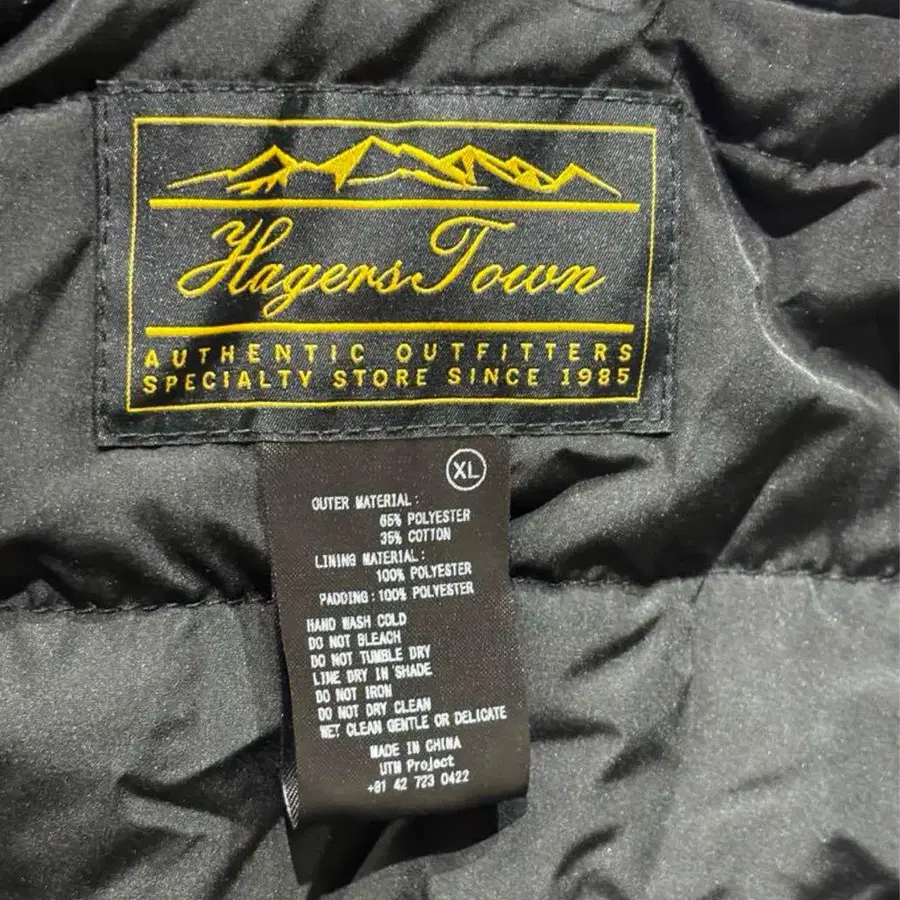 Hagers Town
AUTHENTIC OUTFITTERS
SPECIALTY STORE SINCE 1985
XL
OUTER MATERIAL:
65% POLYESTER
35% COTTON
LINING MATERIAL:
100% POLYESTER
PADDING: 100% POLYESTER
HAND WASH COLD
DO NOT BLEACH
DO NOT TUMBLE DRY
LINE DRY IN SHADE
DO NOT IRON
DO NOT DRY CLEAN
WET CLEAN GENTLE OR DELICATE
MADE IN CHINA
UTM Project
+81 42 723 0422